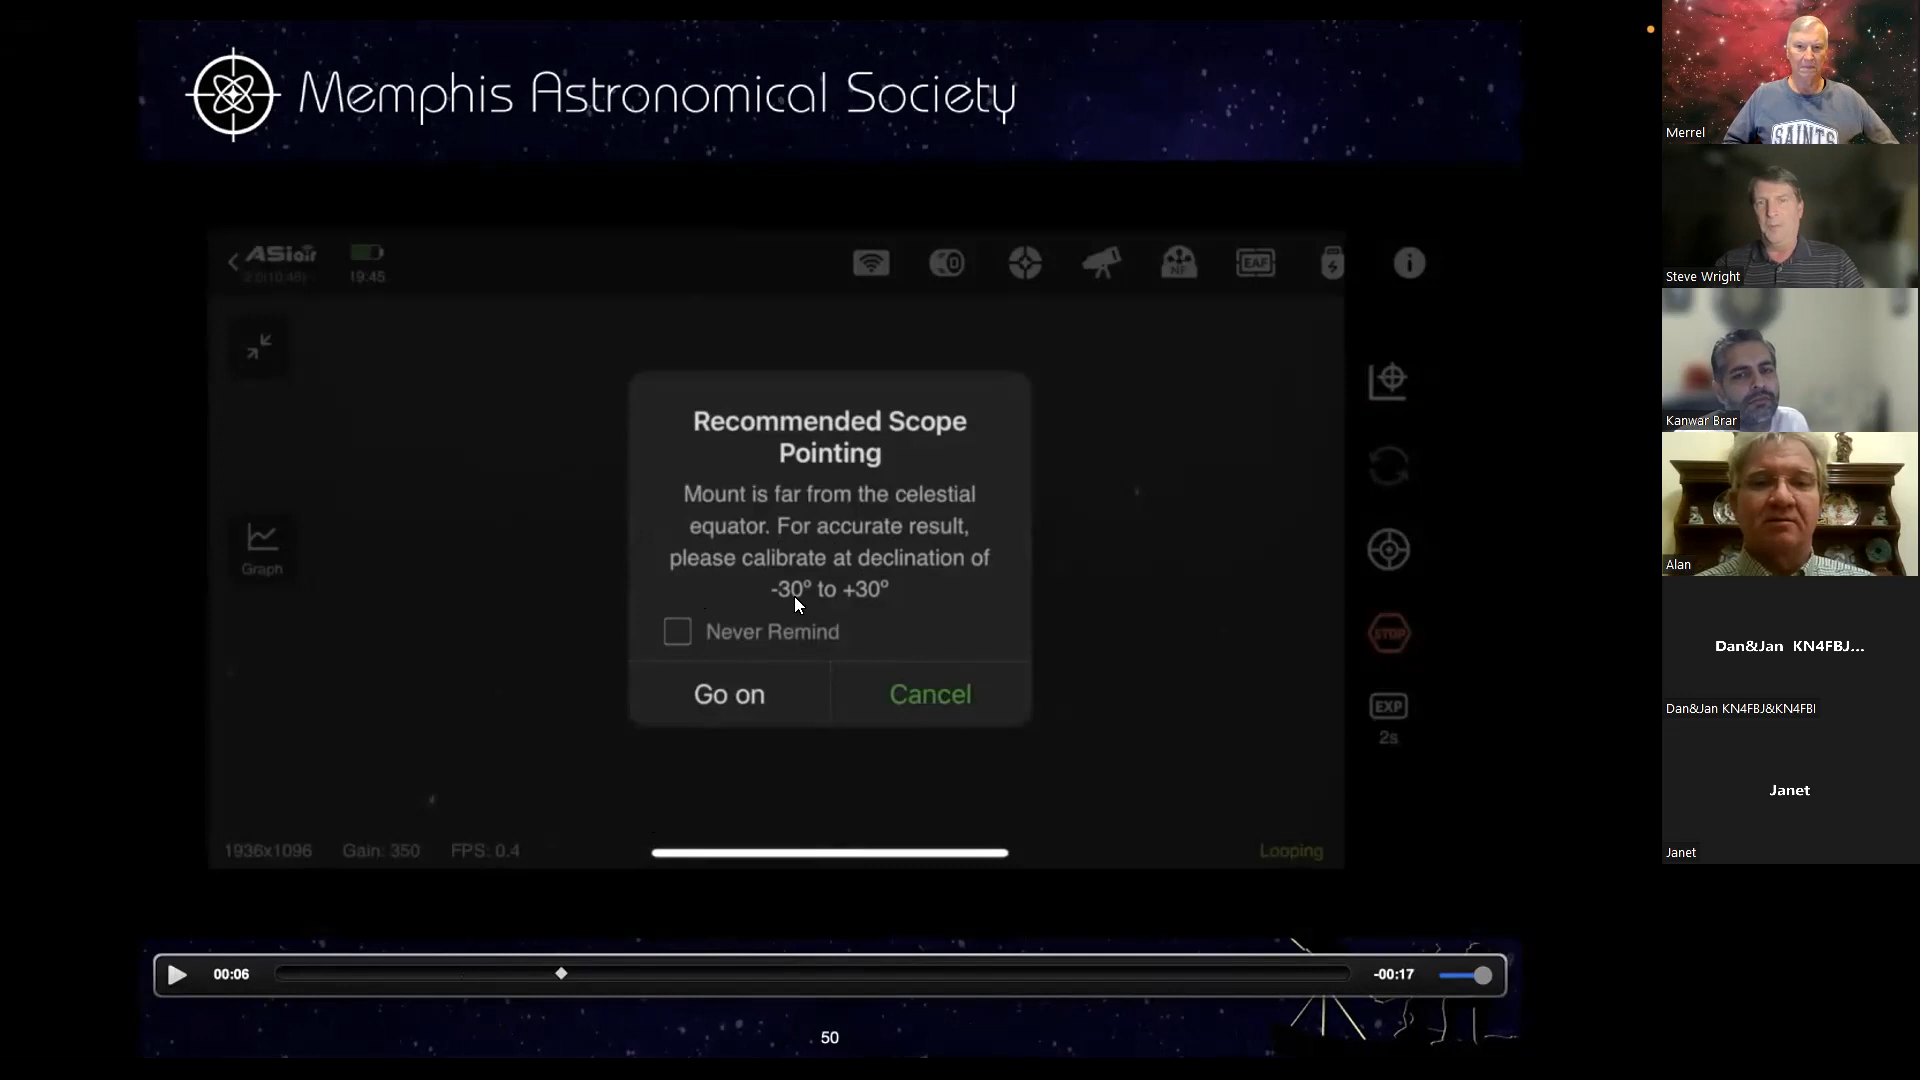 Memphis Astronomical Society
ASiair
19:45
EAF
Graph
Recommended Scope
Pointing
Mount is far from the celestial
equator. For accurate result,
please calibrate at declination of
-30° to +30°
Never Remind
Go on
Cancel
STOP
EXP
2s
1936x1096
Gain: 350
FPS: 0.4
Looping
00:06
-00:17
50
SAINTS
Merrel
Steve Wright
Kanwar Brar
Alan
Dan&Jan KN4FBJ...
Dan&Jan KN4FBJ&KN4FBI
Janet
Janet